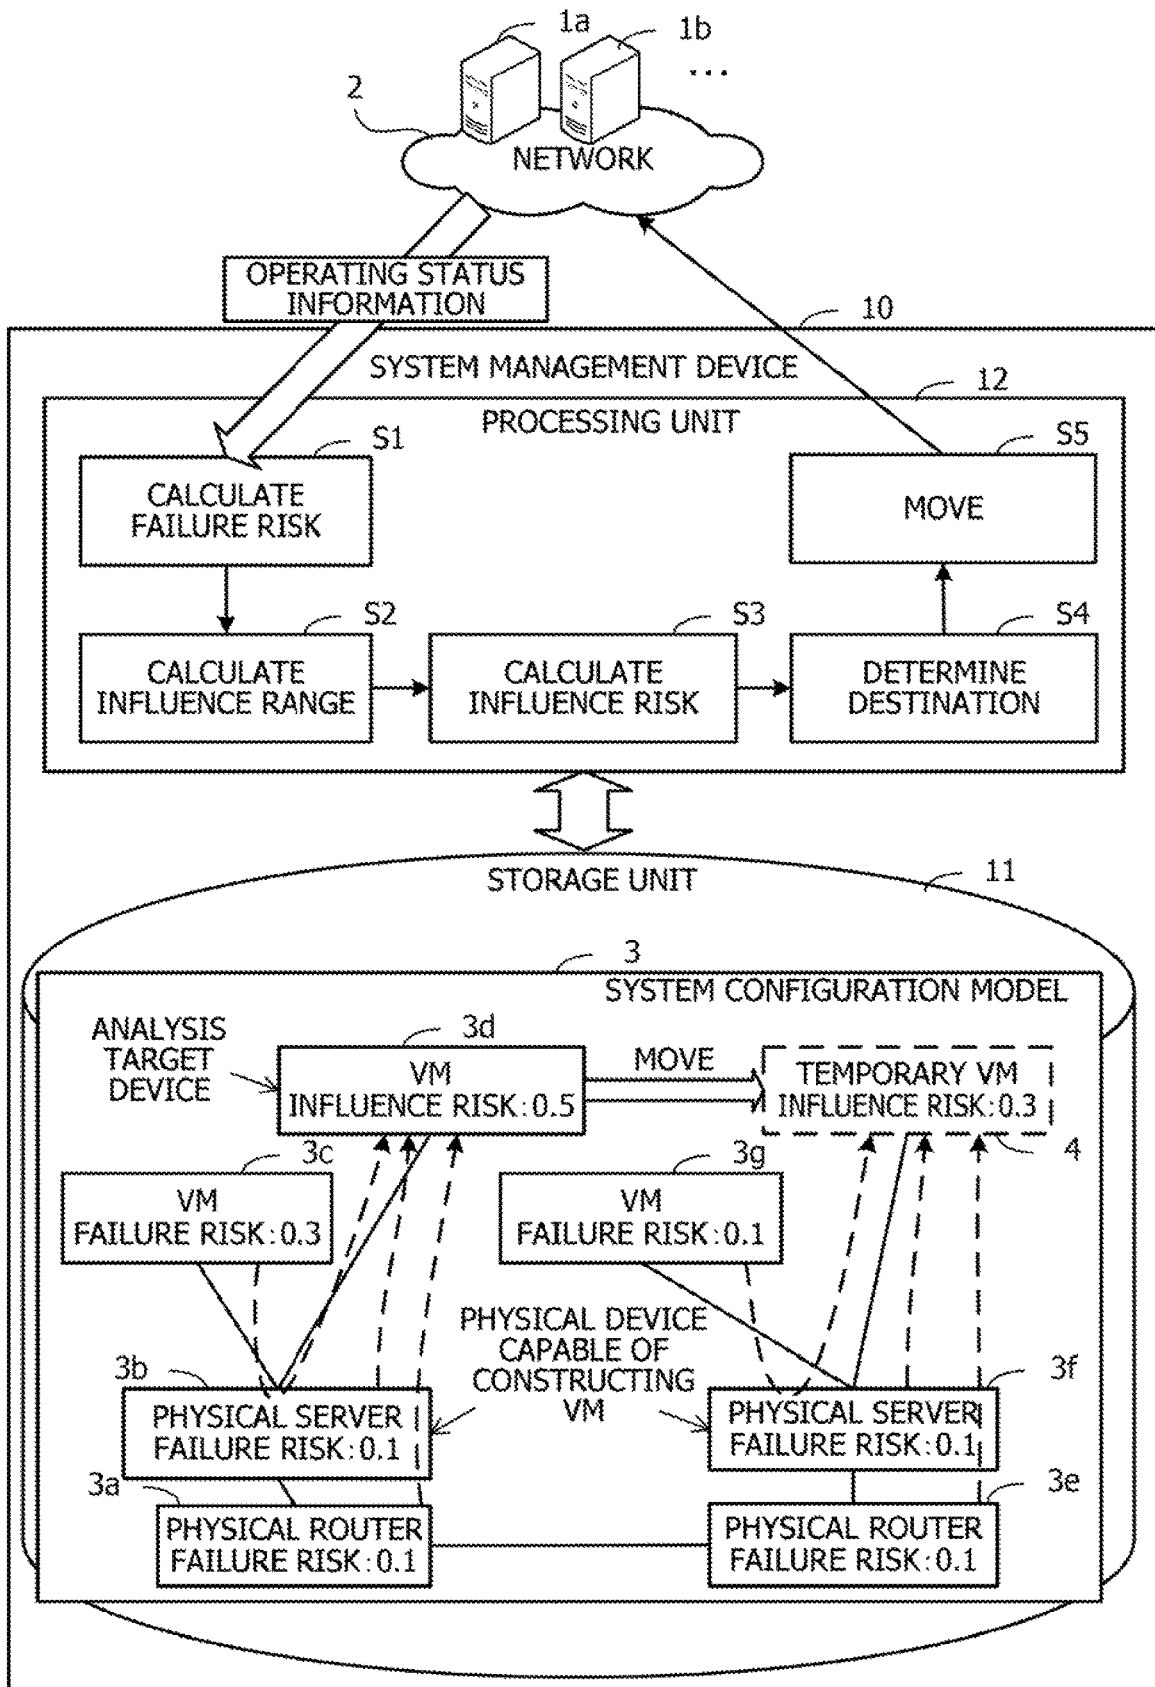 1a
1b
...
2
NETWORK
OPERATING STATUS
INFORMATION
10
SYSTEM MANAGEMENT DEVICE
12
PROCESSING UNIT
S1
CALCULATE
FAILURE RISK
S5
MOVE
S2
CALCULATE
INFLUENCE RANGE
S3
CALCULATE
INFLUENCE RISK
S4
DETERMINE
DESTINATION
STORAGE UNIT
11
3
SYSTEM CONFIGURATION MODEL
ANALYSIS
TARGET
DEVICE
3d
VM
INFLUENCE RISK:0.5
MOVE
TEMPORARY VM
INFLUENCE RISK:0.3
4
3c
VM
FAILURE RISK:0.3
3g
VM
FAILURE RISK:0.1
PHYSICAL DEVICE
CAPABLE OF
CONSTRUCTING
VM
3b
PHYSICAL SERVER
FAILURE RISK:0.1
3f
PHYSICAL SERVER
FAILURE RISK:0.1
3a
PHYSICAL ROUTER
FAILURE RISK:0.1
3e
PHYSICAL ROUTER
FAILURE RISK:0.1